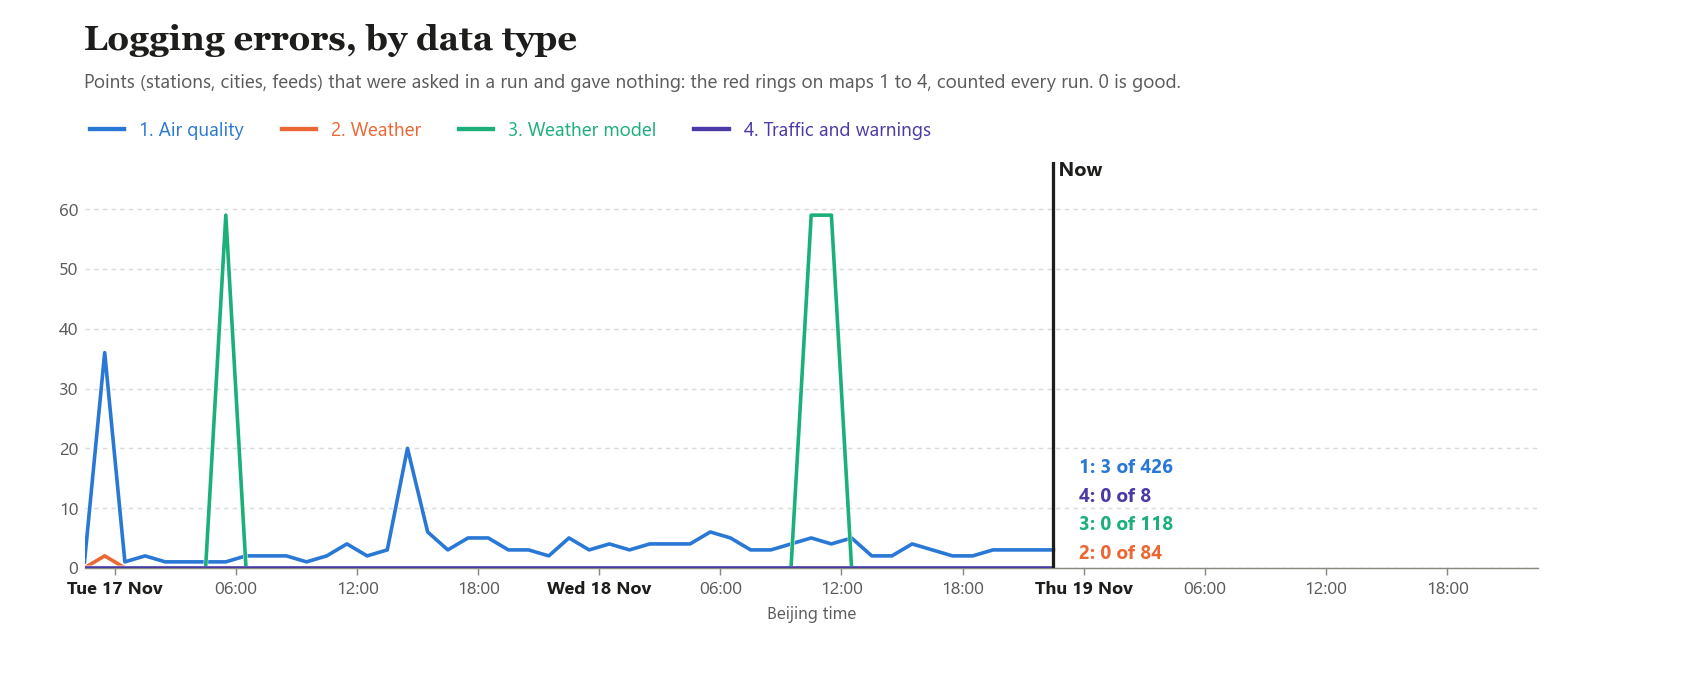 Logging errors, by data type
Points (stations, cities, feeds) that were asked in a run and gave nothing: the red rings on maps 1 to 4, counted every run. 0 is good.
1. Air quality 2. Weather 3. Weather model 4. Traffic and warnings
Now
60
50
40
30
20
10
0
1: 3 of 426
4: 0 of 8
3: 0 of 118
2: 0 of 84
Tue 17 Nov 06:00 12:00 18:00 Wed 18 Nov 06:00 12:00 18:00 Thu 19 Nov 06:00 12:00 18:00
Beijing time